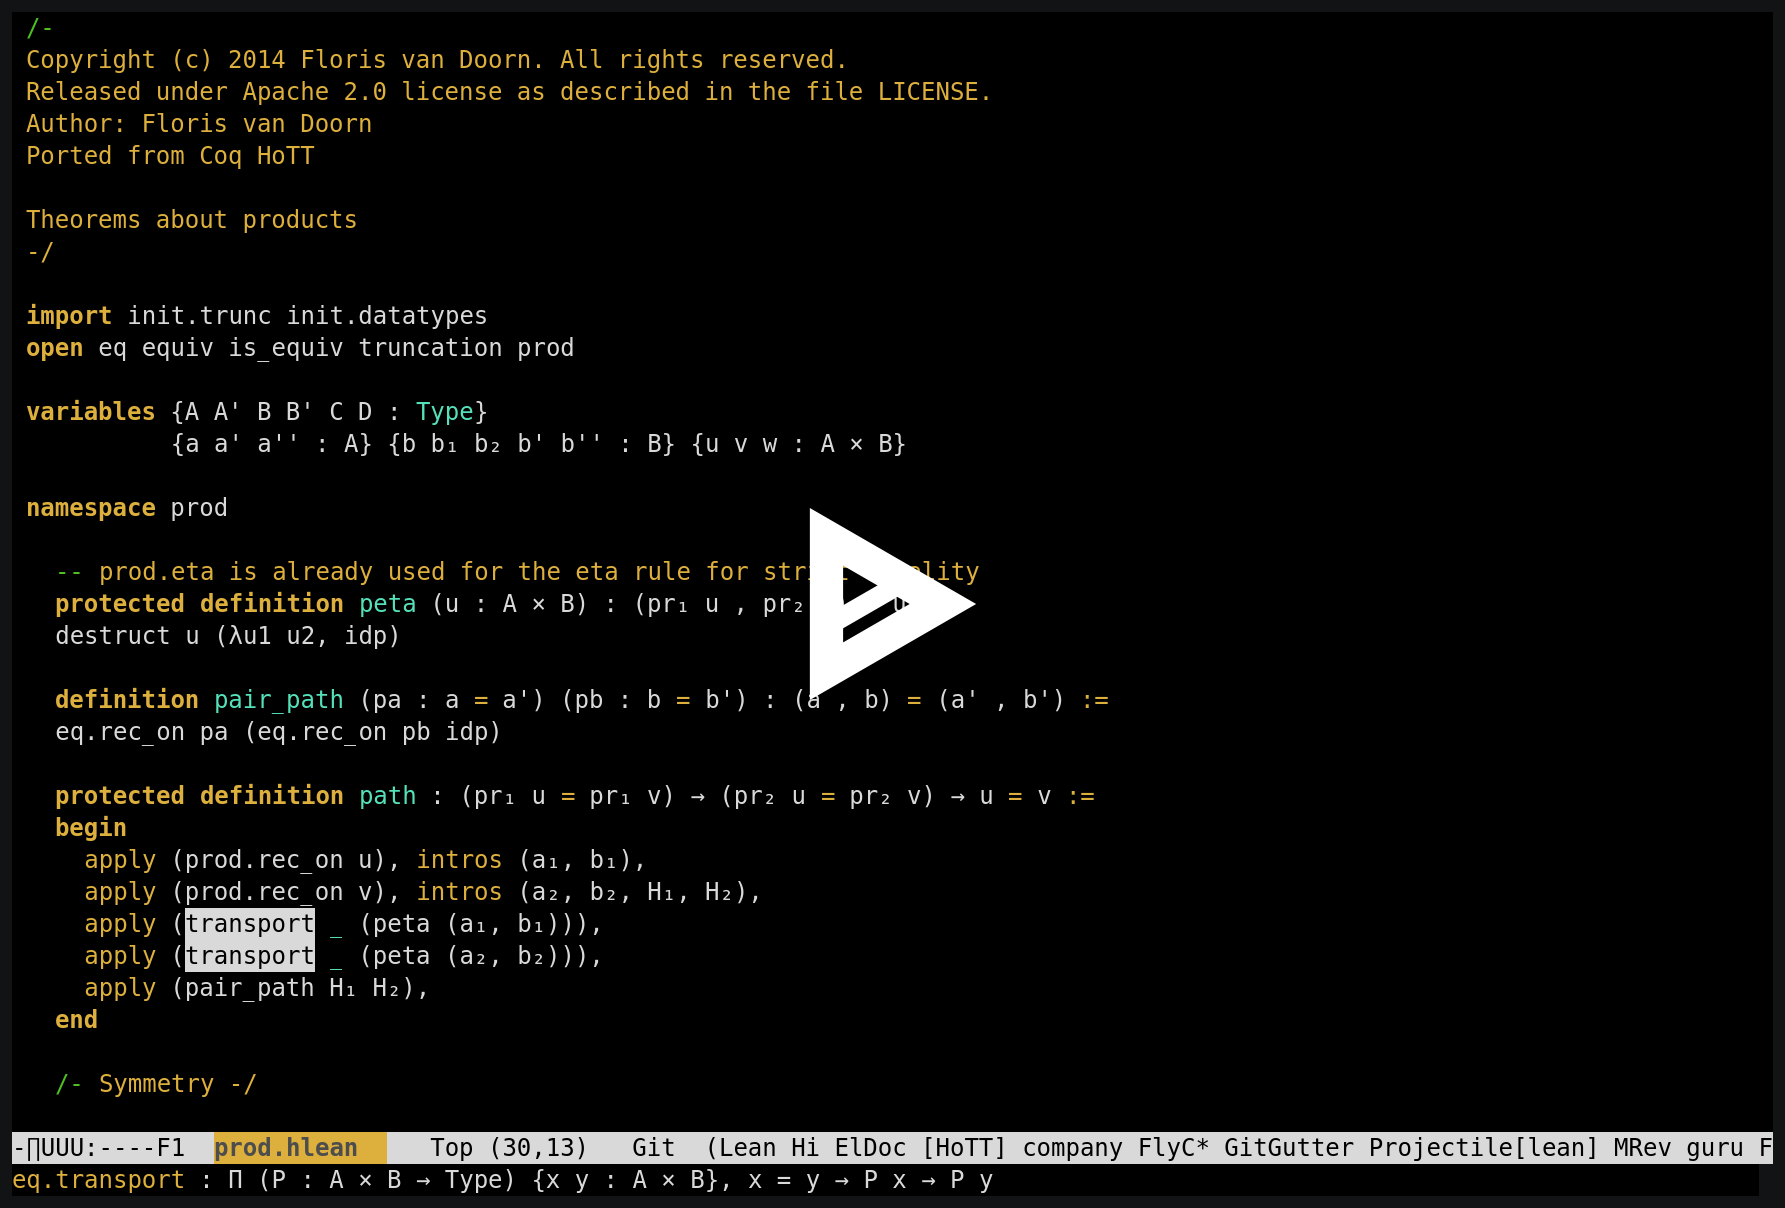 /-
Copyright (c) 2014 Floris van Doorn. All rights reserved.
Released under Apache 2.0 license as described in the file LICENSE.
Author: Floris van Doorn
Ported from Coq HoTT
Theorems about products
-/
import init.trunc init.datatypes
open eq equiv is_equiv truncation prod
variables {A A' B B' C D : Type}
{a a' a'' : A} {b b₁ b₂ b' b'' : B} {u v w : A × B}
namespace prod
-- prod.eta is already used for the eta rule for
protected definition peta (u : A × B) : (pr₁ u , pr₂ u
destruct u (λu1 u2, idp)
definition pair_path (pa : a = a') (pb : b = b') : (a , b) = (a' , b') :=
eq.rec_on pa (eq.rec_on pb idp)
protected definition path : (pr₁ u = pr₁ v) → (pr₂ u = pr₂ v) → u = v :=
begin
apply (prod.rec_on u), intros (a₁, b₁),
apply (prod.rec_on v), intros (a₂, b₂, H₁, H₂),
apply (transport _ (peta (a₁, b₁))),
apply (transport _ (peta (a₂, b₂))),
apply (pair_path H₁ H₂),
end
/- Symmetry -/
-∏UUU:----F1 prod.hlean Top (30,13) Git (Lean Hi ElDoc [HoTT] company FlyC* GitGutter Projectile[lean] MRev guru F
eq.transport : Π (P : A × B → Type) {x y : A × B}, x = y → P x → P y